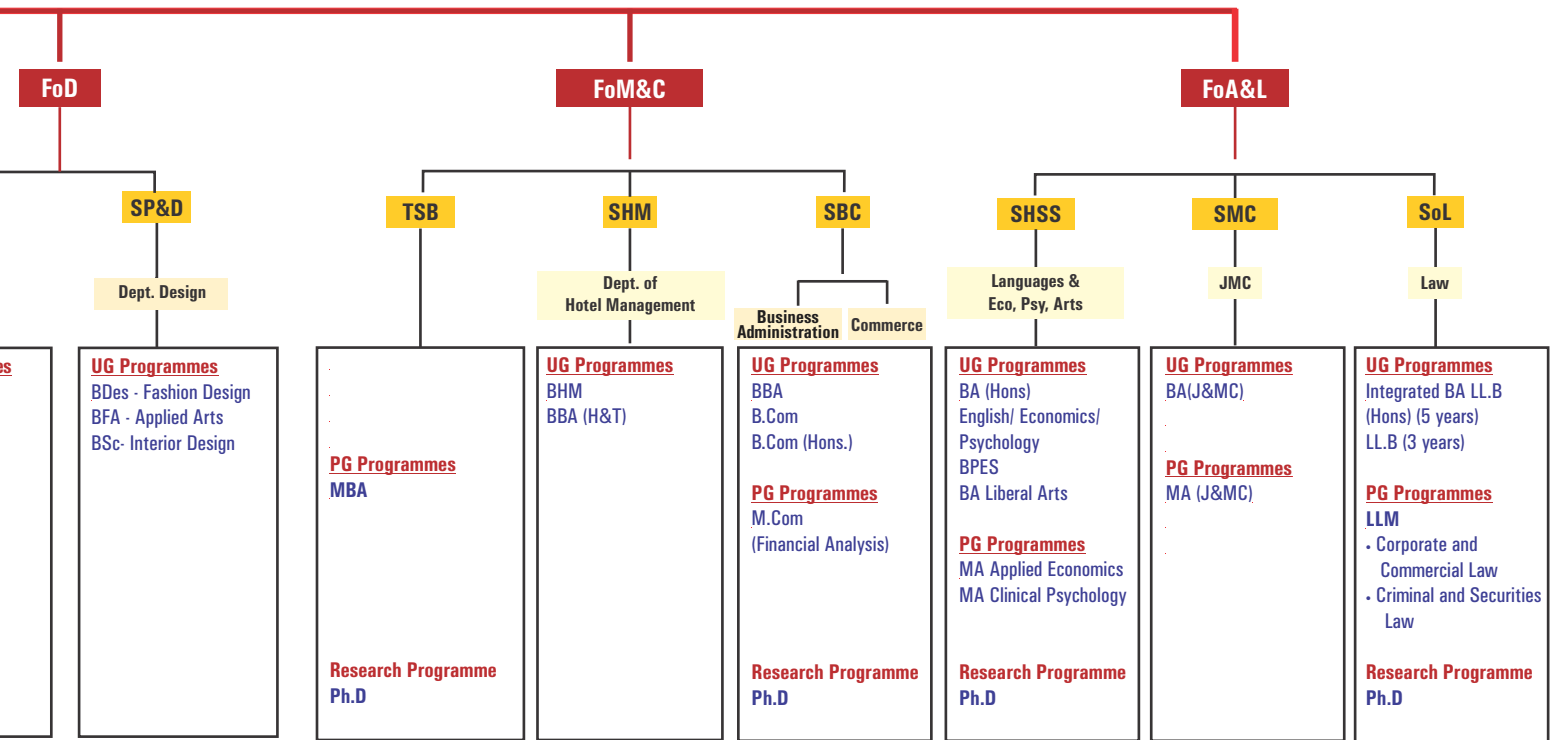 FoD
FoM&C
FoA&L
SP&D
TSB
SHM
SBC
SHSS
SMC
SoL
Dept. Design
Dept. of
Hotel Management
Business
Administration
Commerce
Languages &
Eco, Psy, Arts
JMC
Law
es
UG Programmes
BDes - Fashion Design
BFA - Applied Arts
BSc- Interior Design
PG Programmes
MBA
Research Programme
Ph.D
UG Programmes
BHM
BBA (H&T)
UG Programmes
BBA
B.Com
B.Com (Hons.)
PG Programmes
M.Com
(Financial Analysis)
Research Programme
Ph.D
UG Programmes
BA (Hons)
English/ Economics/
Psychology
BPES
BA Liberal Arts
PG Programmes
MA Applied Economics
MA Clinical Psychology
Research Programme
Ph.D
UG Programmes
BA(J&MC)
PG Programmes
MA (J&MC)
UG Programmes
Integrated BA LL.B
(Hons) (5 years)
LL.B (3 years)
PG Programmes
LLM
• Corporate and
Commercial Law
• Criminal and Securities
Law
Research Programme
Ph.D